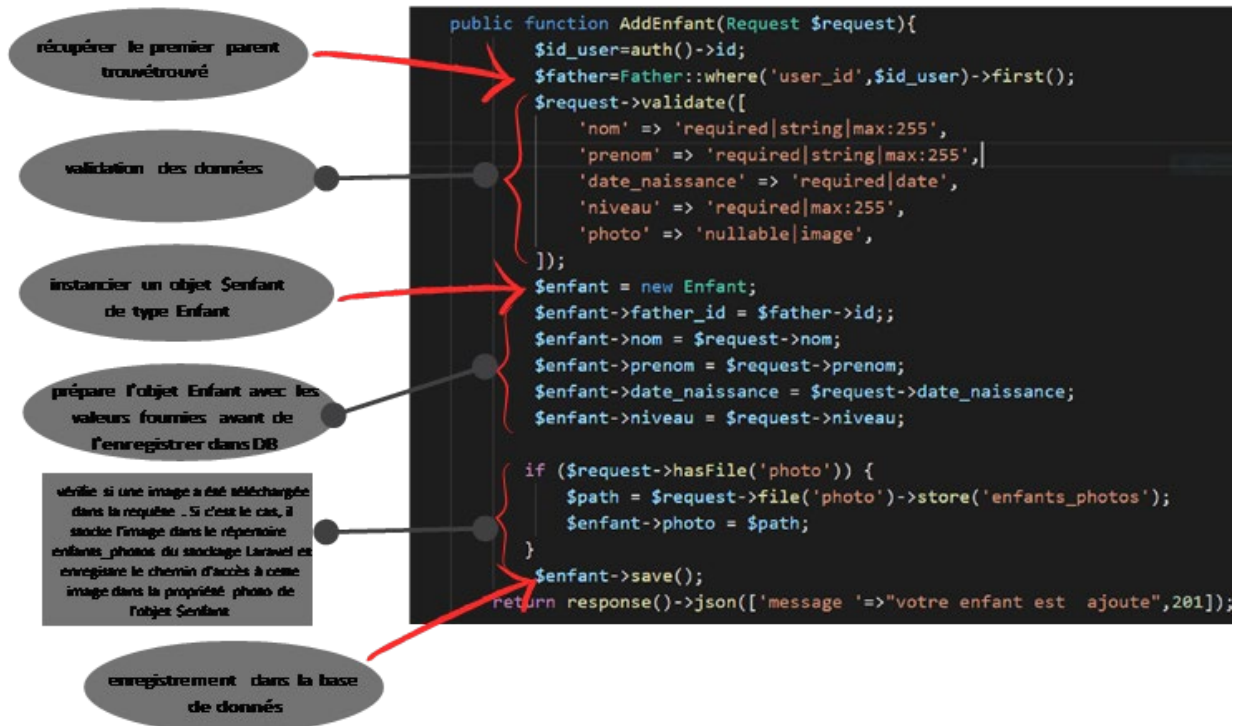 récupérer le premier parent
trouvétrouvé
validation des données
instancier un objet $enfant
de type Enfant
prépare l'objet Enfant avec les
valeurs fournies avant de
l'enregistrer dans DB
vérifie si une image a été téléchargée
dans la requête . Si c'est le cas, il
stocke l'image dans le répertoire
enfants_photos du stockage Laravel et
enregistre le chemin d'accès à cette
image dans la propriété photo de
l'objet $enfant
enregistrement dans la base
de donnés
public function AddEnfant(Request $request){
$id_user=auth()->id;
$father=Father::where('user_id',$id_user)->first();
$request->validate([
'nom' => 'required|string|max:255',
'prenom' => 'required|string|max:255',
'date_naissance' => 'required|date',
'niveau' => 'required|max:255',
'photo' => 'nullable|image',
]);
$enfant = new Enfant;
$enfant->father_id = $father->id;;
$enfant->nom = $request->nom;
$enfant->prenom = $request->prenom;
$enfant->date_naissance = $request->date_naissance;
$enfant->niveau = $request->niveau;
if ($request->hasFile('photo')) {
$path = $request->file('photo')->store('enfants_photos');
$enfant->photo = $path;
}
$enfant->save();
return response()->json(['message '=>"votre enfant est  ajoute",201]);